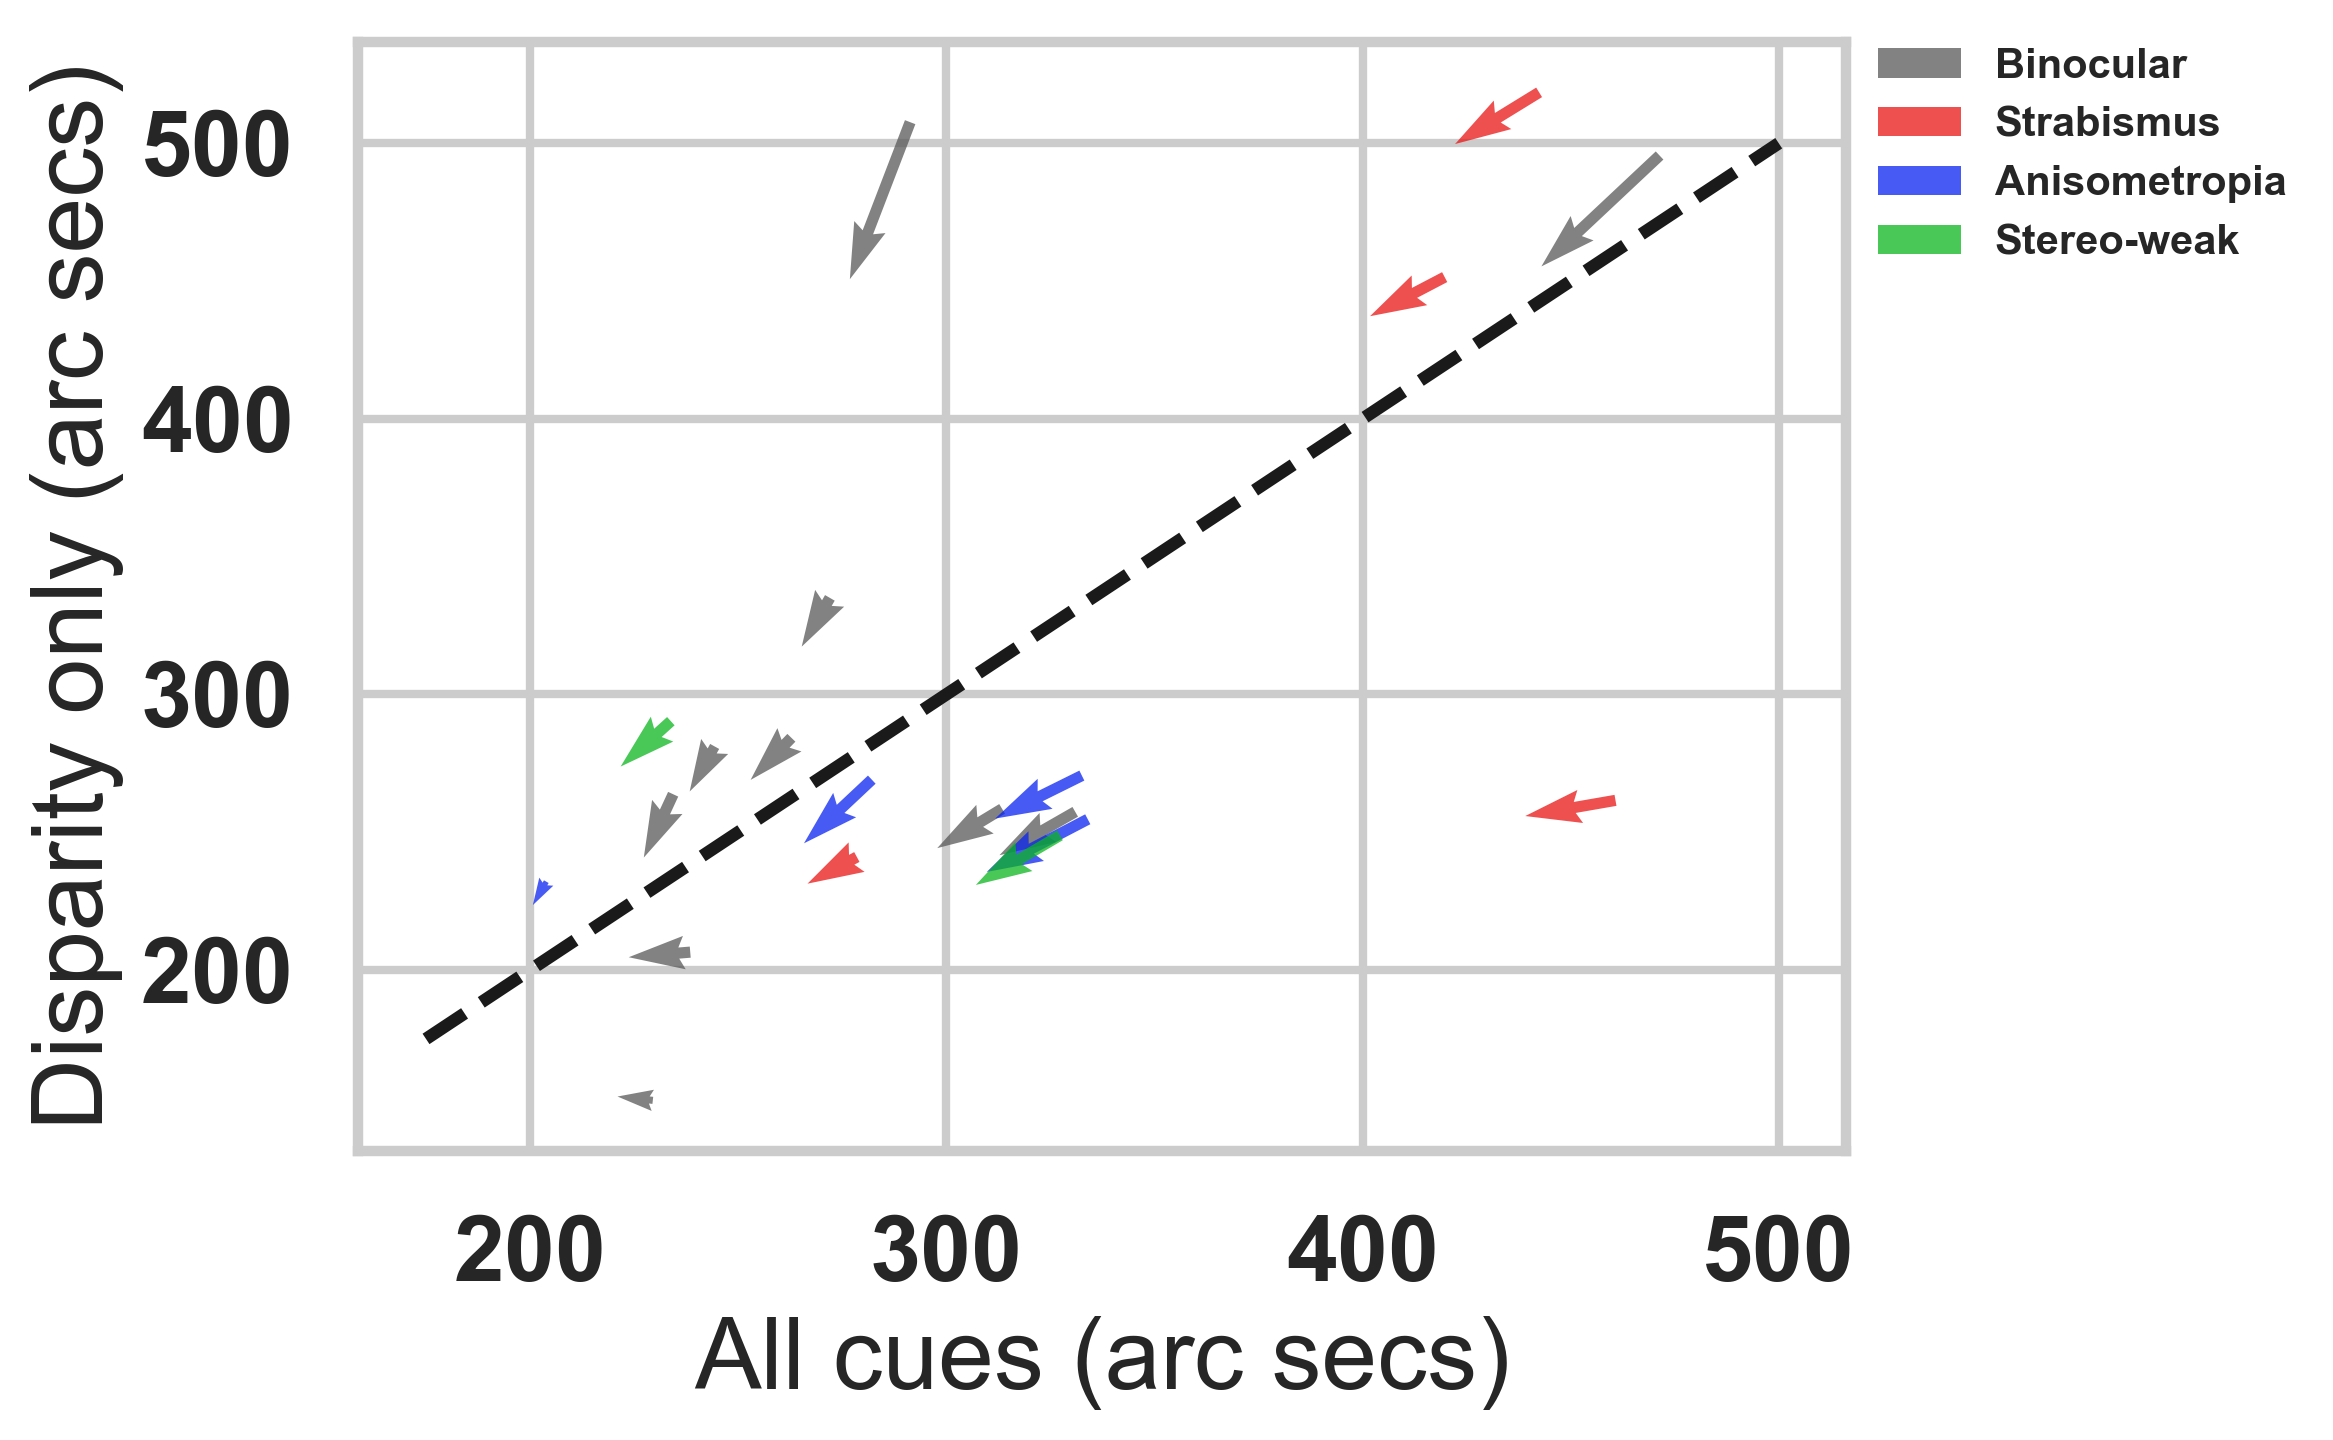 Disparity only (arc secs)
500
400
300
200
200 300 400 500
All cues (arc secs)
Binocular
Strabismus
Anisometropia
Stereo-weak